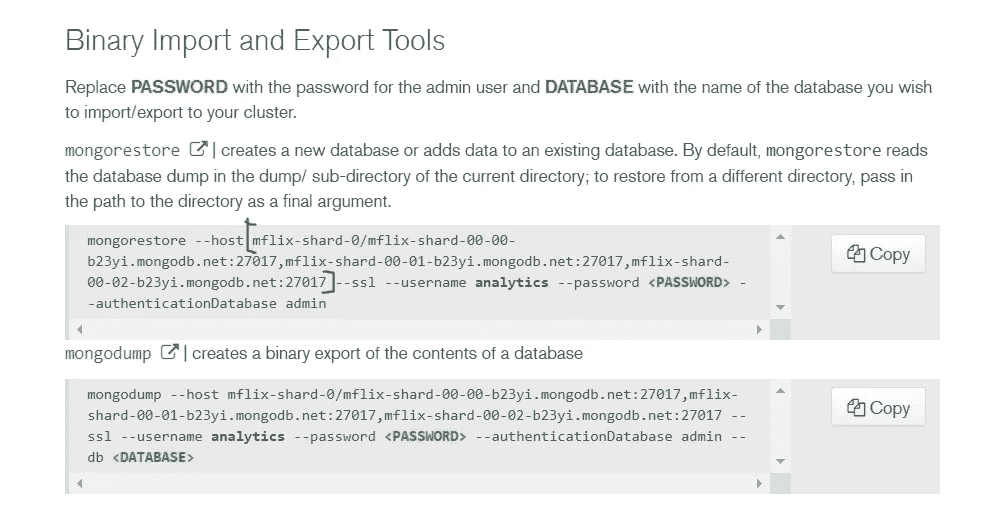 Binary Import and Export Tools
Replace PASSWORD with the password for the admin user and DATABASE with the name of the database you wish
to import/export to your cluster.
mongorestore | creates a new database or adds data to an existing database. By default, mongorestore reads
the database dump in the dump/ sub-directory of the current directory; to restore from a different directory, pass in
the path to the directory as a final argument.
mongorestore --host mflix-shard-0/mflix-shard-00-00-
b23yi.mongodb.net:27017,mflix-shard-00-01-b23yi.mongodb.net:27017,mflix-shard-
00-02-b23yi.mongodb.net:27017 --ssl --username analytics --password <PASSWORD> -
-authenticationDatabase admin
Copy
mongodump | creates a binary export of the contents of a database
mongodump --host mflix-shard-0/mflix-shard-00-00-b23yi.mongodb.net:27017,mflix-
shard-00-01-b23yi.mongodb.net:27017,mflix-shard-00-02-b23yi.mongodb.net:27017 --
ssl --username analytics --password <PASSWORD> --authenticationDatabase admin --
db <DATABASE>
Copy